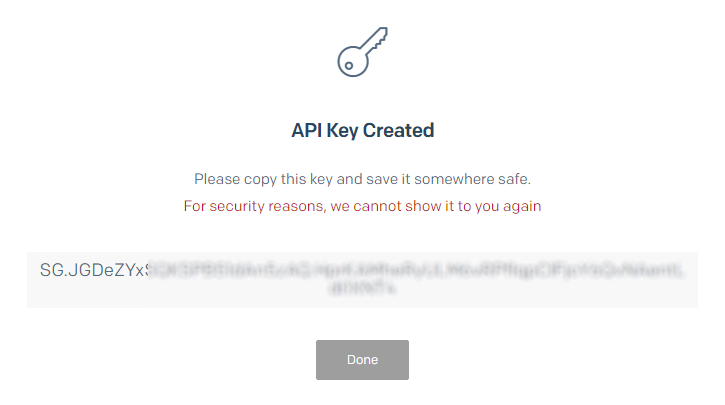 API Key Created
Please copy this key and save it somewhere safe.
For security reasons, we cannot show it to you again
SG.JGDeZYx
Done